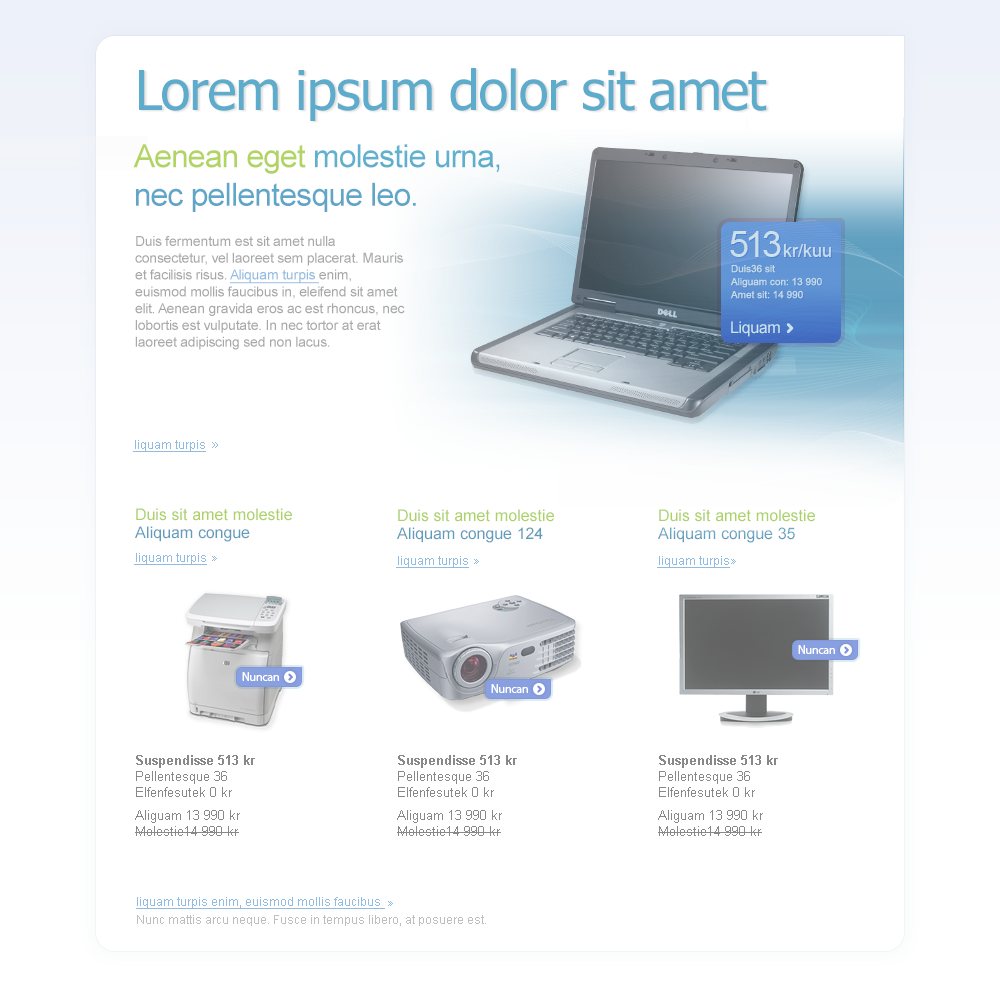 Lorem ipsum dolor sit amet
Aenean eget molestie urna,
nec pellentesque leo.
Duis fermentum est sit amet nulla
consectetur, vel laoreet sem placerat. Mauris
et facilisis risus. Aliquam turpis enim,
euismod mollis faucibus in, eleifend sit amet
elit. Aenean gravida eros ac est rhoncus, nec
lobortis est vulputate. In nec tortor at erat
laoreet adipiscing sed non lacus.
DELL
513 kr/kuu
Duis36 sit
Aliguam con: 13 990
Amet sit: 14 990
Liquam
liquam turpis »
Duis sit amet molestie
Aliquam congue
liquam turpis »
Nuncan
Suspendisse 513 kr
Pellentesque 36
Elfenfesutek 0 kr
Aliguam 13 990 kr
Molestie14 990 kr
Duis sit amet molestie
Aliquam congue 124
liquam turpis »
Nuncan
Suspendisse 513 kr
Pellentesque 36
Elfenfesutek 0 kr
Aliguam 13 990 kr
Molestie14 990 kr
Duis sit amet molestie
Aliquam congue 35
liquam turpis»
Nuncan
Suspendisse 513 kr
Pellentesque 36
Elfenfesutek 0 kr
Aliguam 13 990 kr
Molestie14 990 kr
liquam turpis enim, euismod mollis faucibus »
Nunc mattis arcu neque. Fusce in tempus libero, at posuere est.